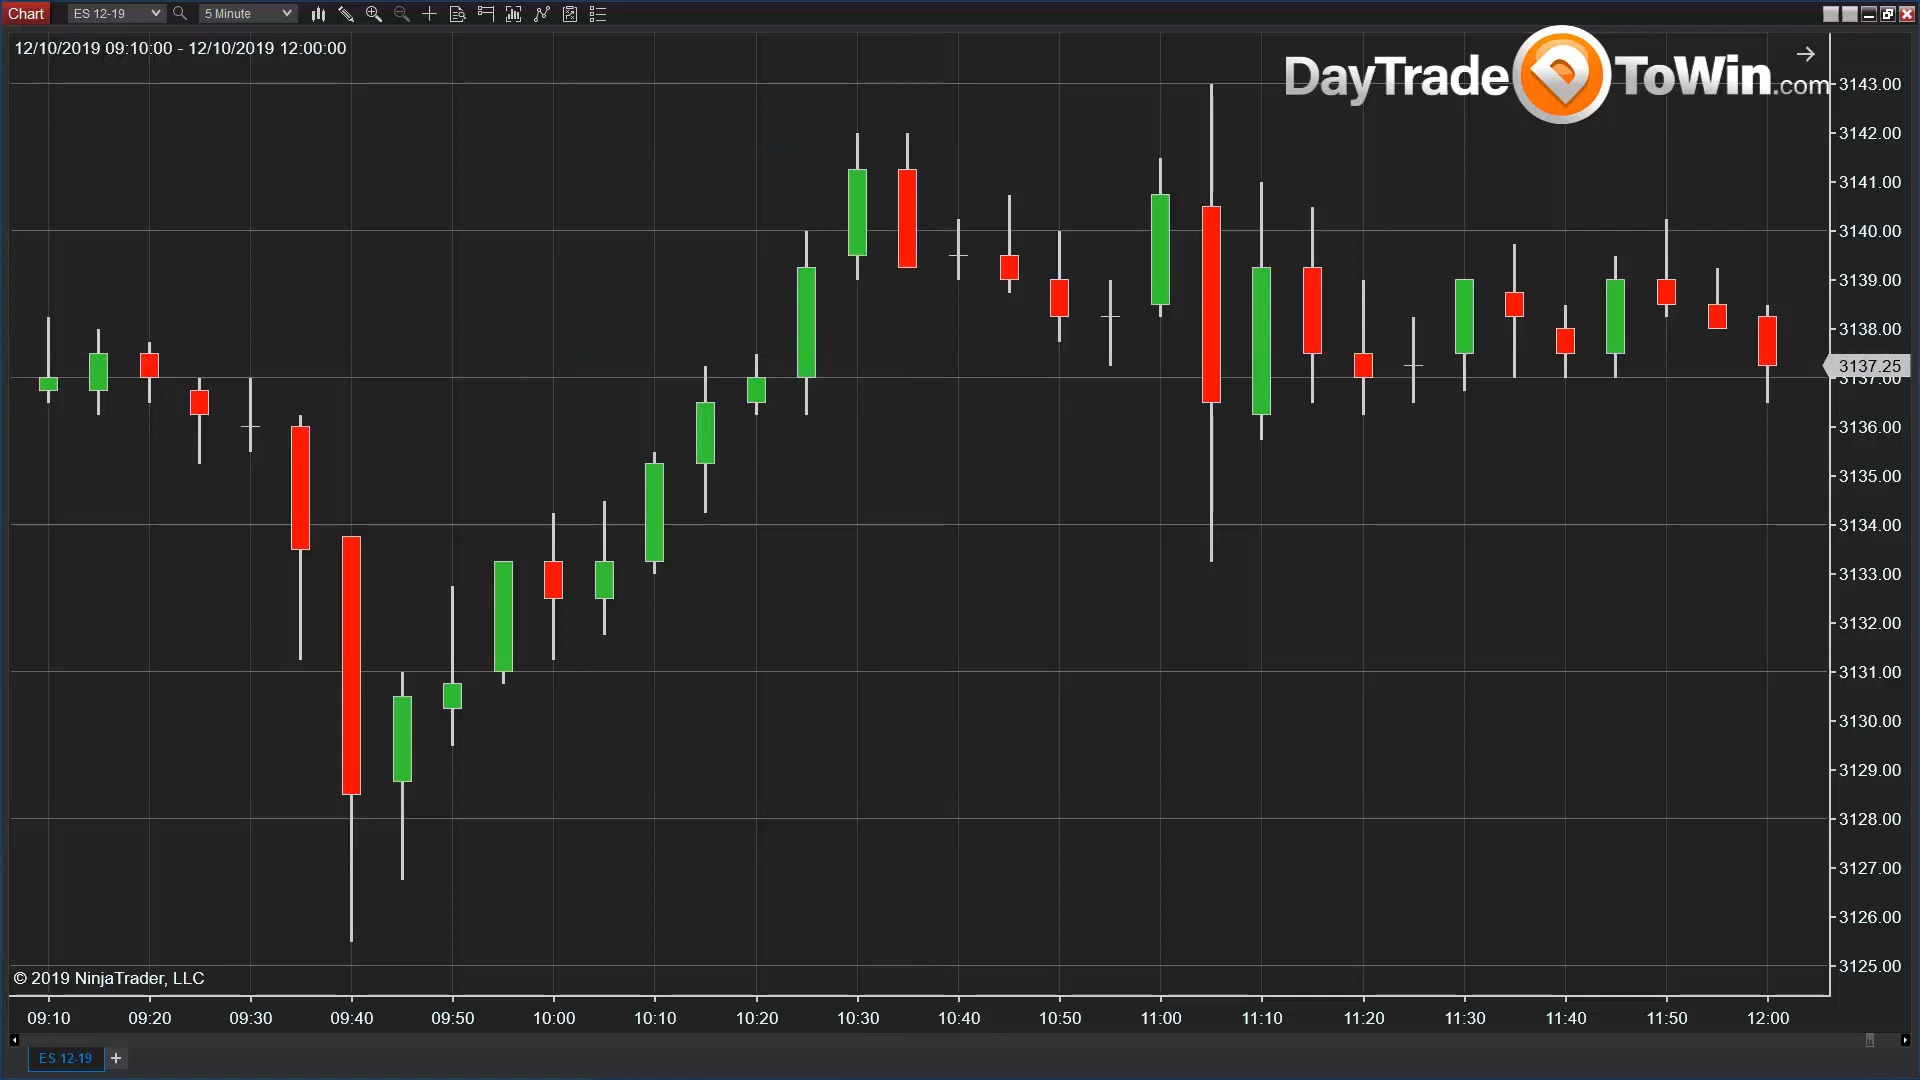 Chart
ES 12-19
5 Minute
12/10/2019 09:10:00 - 12/10/2019 12:00:00
DayTradeToWin.com
3143.00
3142.00
3141.00
3140.00
3139.00
3138.00
3137.25
3137.00
3136.00
3135.00
3134.00
3133.00
3132.00
3131.00
3130.00
3129.00
3128.00
3127.00
3126.00
3125.00
© 2019 NinjaTrader, LLC
09:10 09:20 09:30 09:40 09:50 10:00 10:10 10:20 10:30 10:40 10:50 11:00 11:10 11:20 11:30 11:40 11:50 12:00
ES 12-19 +